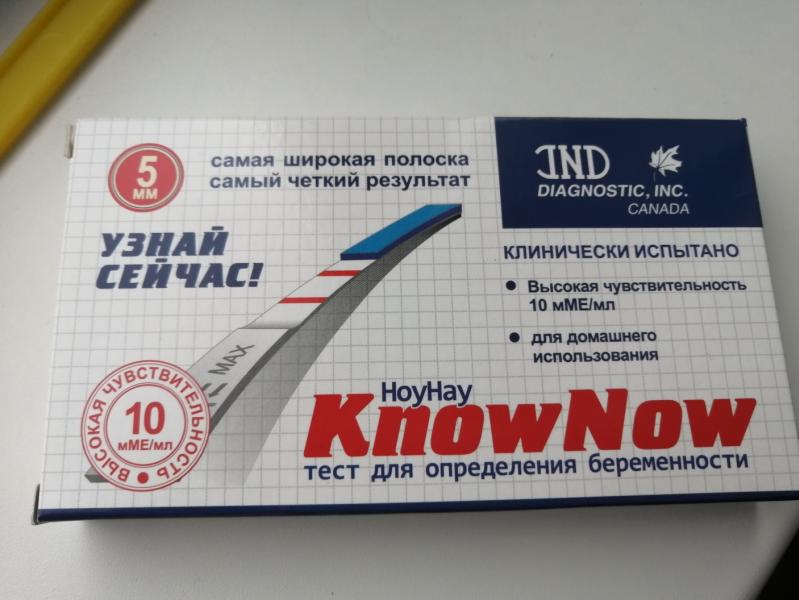 5
ММ
самая широкая полоска
самый четкий результат
IND
DIAGNOSTIC, INC.
CANADA
УЗНАЙ
СЕЙЧАС!
КЛИНИЧЕСКИ ИСПЫТАНО
• Высокая чувствительность
10 мМЕ/мл
• для домашнего
использования
MAX
ВЫСОКАЯ ЧУВСТВИТЕЛЬНОСТЬ
10
мМЕ/мл
НоуНау
KnowNow
тест для определения беременности